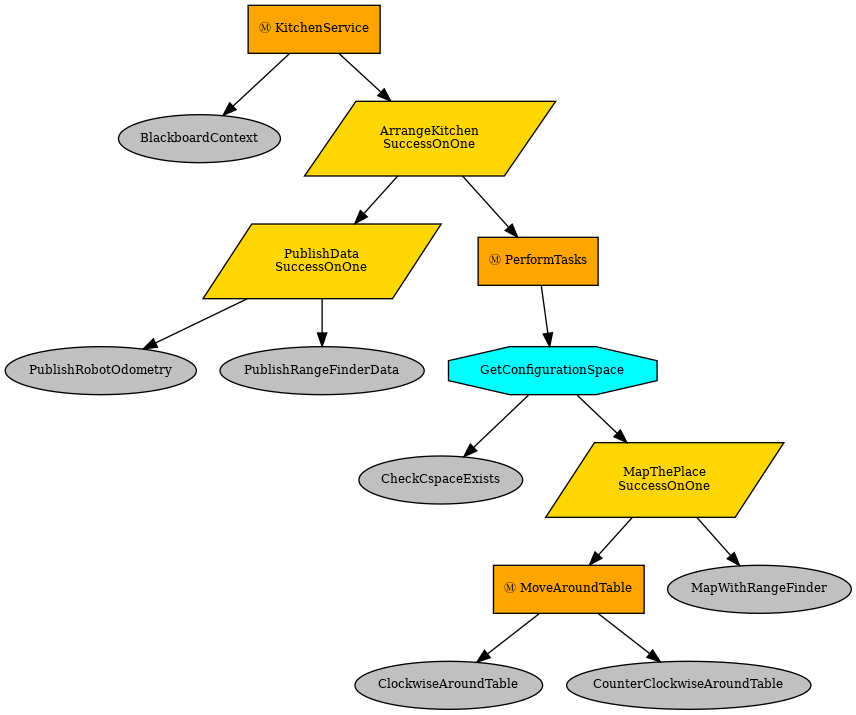 Ⓜ KitchenService
BlackboardContext
ArrangeKitchen
SuccessOnOne
PublishData
SuccessOnOne
Ⓜ PerformTasks
PublishRobotOdometry
PublishRangeFinderData
GetConfigurationSpace
CheckCspaceExists
MapThePlace
SuccessOnOne
Ⓜ MoveAroundTable
MapWithRangeFinder
ClockwiseAroundTable
CounterClockwiseAroundTable